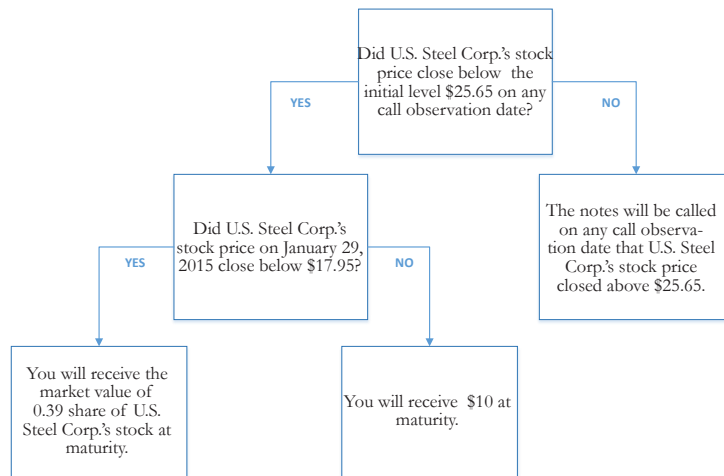 Did U.S. Steel Corp.'s stock
price close below the
initial level $25.65 on any
call observation date?
YES
NO
Did U.S. Steel Corp.'s
stock price on January 29,
2015 close below $17.95?
The notes will be called
on any call observa-
tion date that U.S. Steel
Corp.'s stock price
closed above $25.65.
YES
NO
You will receive the
market value of
0.39 share of U.S.
Steel Corp.'s stock at
maturity.
You will receive $10 at
maturity.